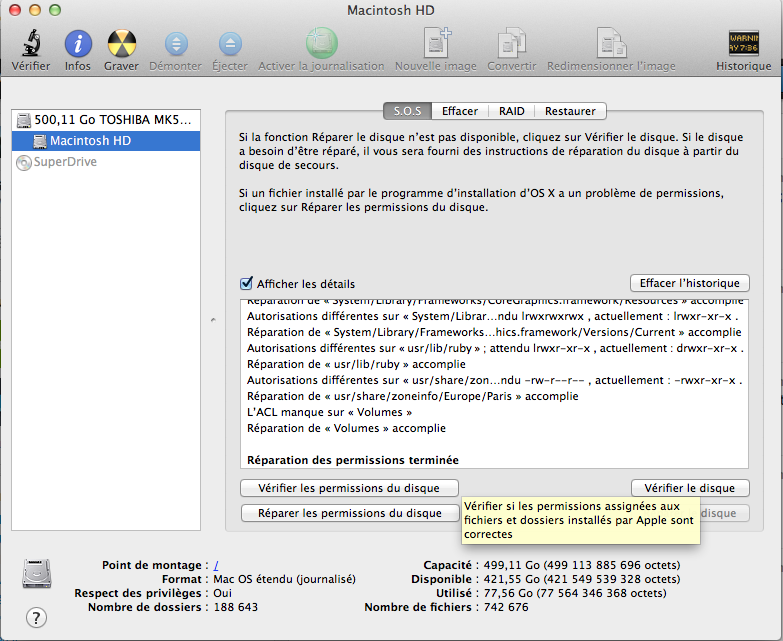 Macintosh HD
Vérifier
Infos
Graver
Démonter
Éjecter
Activer la journalisation
Nouvelle image
Convertir
Redimensionner l'image
WARNIN
AY 7:36
Historique
500,11 Go TOSHIBA MK5...
Macintosh HD
SuperDrive
S.O.S
Effacer
RAID
Restaurer
Si la fonction Réparer le disque n'est pas disponible, cliquez sur Vérifier le disque. Si le disque
a besoin d'être réparé, il vous sera fourni des instructions de réparation du disque à partir du
disque de secours.
Si un fichier installé par le programme d'installation d'OS X a un problème de permissions,
cliquez sur Réparer les permissions du disque.
Afficher les détails
Effacer l'historique
Réparation de « System/Library/Frameworks/CoreGraphics.framework/Resources » accomplie
Autorisations différentes sur « System/Librar...ndu lrwxrwxrwx , actuellement : lrwxr-xr-x .
Réparation de « System/Library/Frameworks...hics.framework/Versions/Current » accomplie
Autorisations différentes sur « usr/lib/ruby » ; attendu lrwxr-xr-x , actuellement : drwxr-xr-x .
Réparation de « usr/lib/ruby » accomplie
Autorisations différentes sur « usr/share/zon...ndu -rw-r--r-- , actuellement : -rwxr-xr-x .
Réparation de « usr/share/zoneinfo/Europe/Paris » accomplie
L'ACL manque sur « Volumes »
Réparation de « Volumes » accomplie
Réparation des permissions terminée
Vérifier les permissions du disque
Vérifier le disque
Réparer les permissions du disque
disque
Vérifier si les permissions assignées aux
fichiers et dossiers installés par Apple sont
correctes
Point de montage : /
Format : Mac OS étendu (journalisé)
Respect des privilèges : Oui
Nombre de dossiers : 188 643
Capacité : 499,11 Go (499 113 885 696 octets)
Disponible : 421,55 Go (421 549 539 328 octets)
Utilisé : 77,56 Go (77 564 346 368 octets)
Nombre de fichiers : 742 676
?